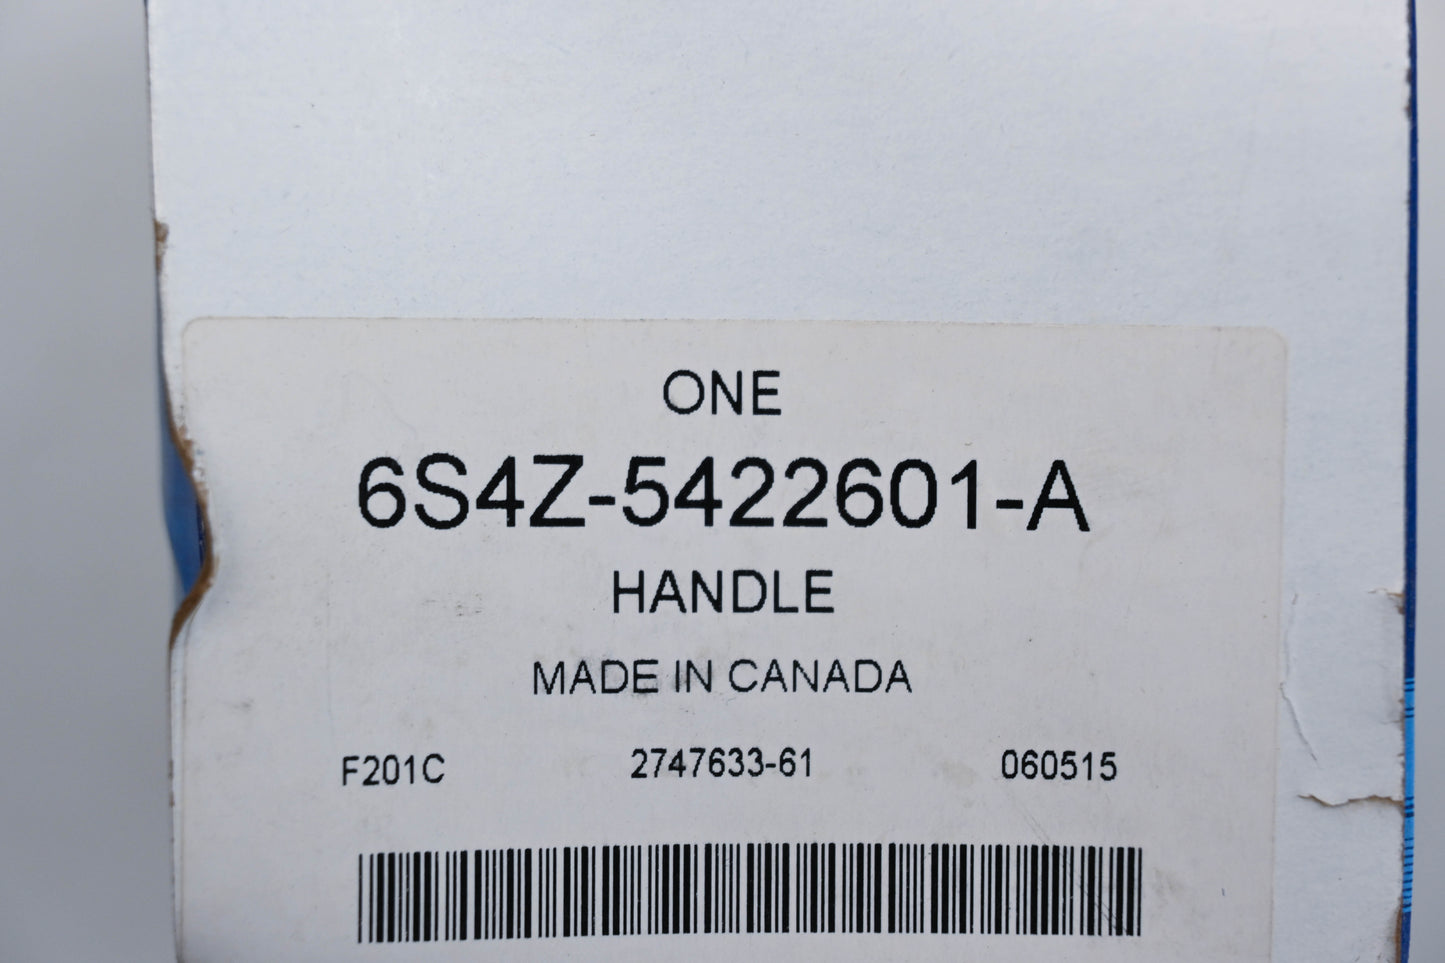 ONE
6S4Z-5422601-A
HANDLE
MADE IN CANADA
F201C 2747633-61 060515